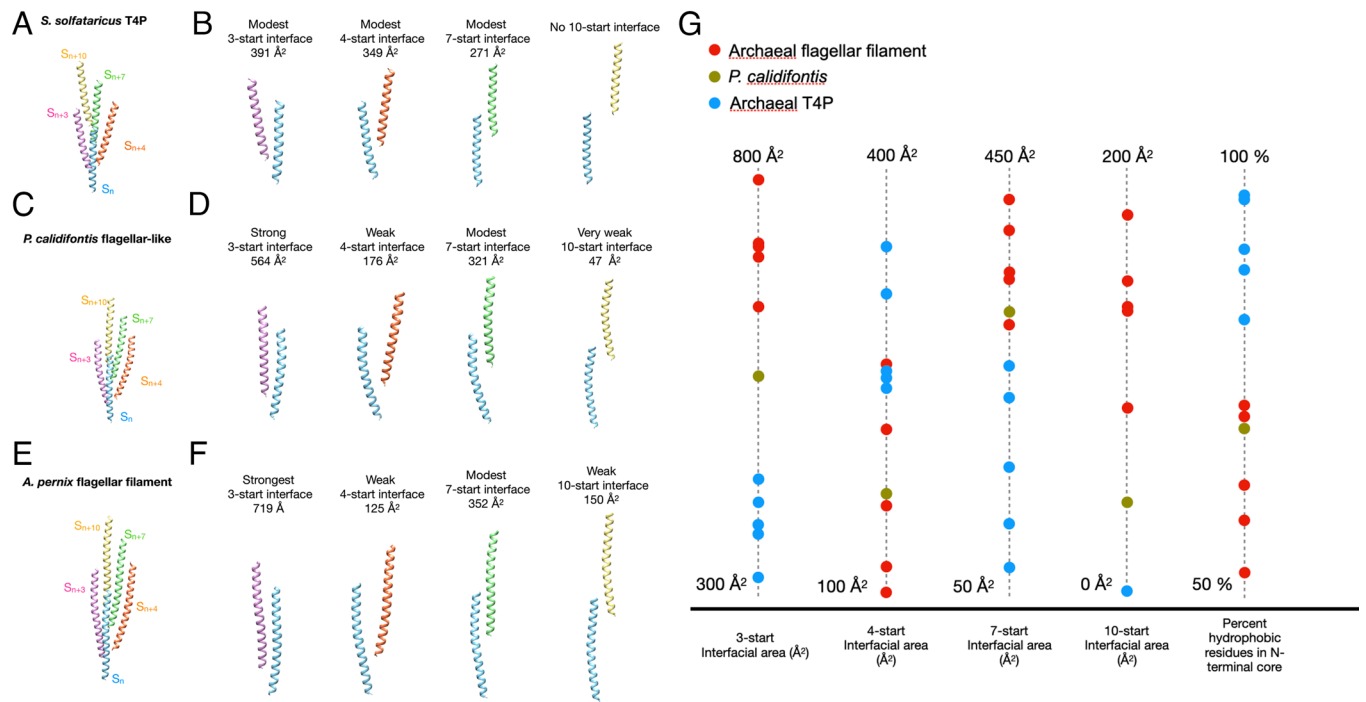 A
S. solfataricus T4P
Sn+10
Sn+7
Sn+3
Sn+4
Sn
B
Modest
3-start interface
391 Å²
Modest
4-start interface
349 Å²
Modest
7-start interface
271 Å²
No 10-start interface
C
P. calidifontis flagellar-like
Sn+10
Sn+7
Sn+3
Sn+4
Sn
D
Strong
3-start interface
564 Å²
Weak
4-start interface
176 Å²
Modest
7-start interface
321 Å²
Very weak
10-start interface
47 Å²
E
A. pernix flagellar filament
Sn+10
Sn+7
Sn+3
Sn+4
Sn
F
Strongest
3-start interface
719 Å
Weak
4-start interface
125 Å²
Modest
7-start interface
352 Å²
Weak
10-start interface
150 Å²
G
Archaeal flagellar filament
P. calidifontis
Archaeal T4P
800 Å²
400 Å²
450 Å²
200 Å²
100 %
300 Å²
100 Å²
50 Å²
0 Å²
50 %
3-start
Interfacial area (Å²)
4-start
Interfacial area
(Å²)
7-start
Interfacial area
(Å²)
10-start
Interfacial area
(Å²)
Percent
hydrophobic
residues in N-
terminal core